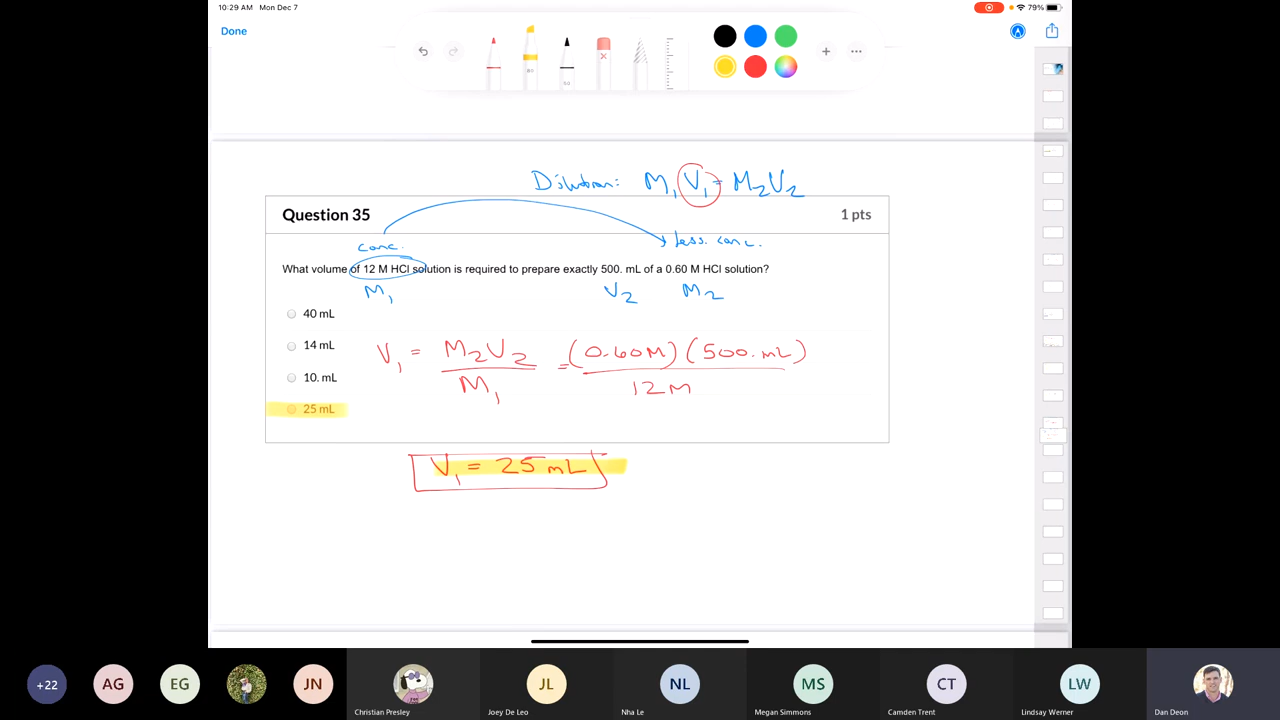 10:29 AM Mon Dec 7
79%
Done
Dilution: M₁V₁ = M₂V₂
Question 35
1 pts
conc.
less. conc.
What volume of 12 M HCl solution is required to prepare exactly 500. mL of a 0.60 M HCl solution?
M₁ V₂ M₂
40 mL
14 mL
V₁ = M₂V₂ / M₁ = (0.60M)(500. mL) / 12M
10. mL
25 mL
V₁ = 25 mL
+22
AG
EG
JN
JL
NL
MS
CT
LW
Christian Presley
Joey De Leo
Nha Le
Megan Simmons
Camden Trent
Lindsay Werner
Dan Deon